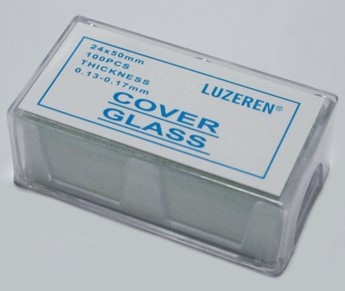 24x50mm
100PCS
THICKNESS
0.13-0.17mm
LUZEREN®
COVER
GLASS